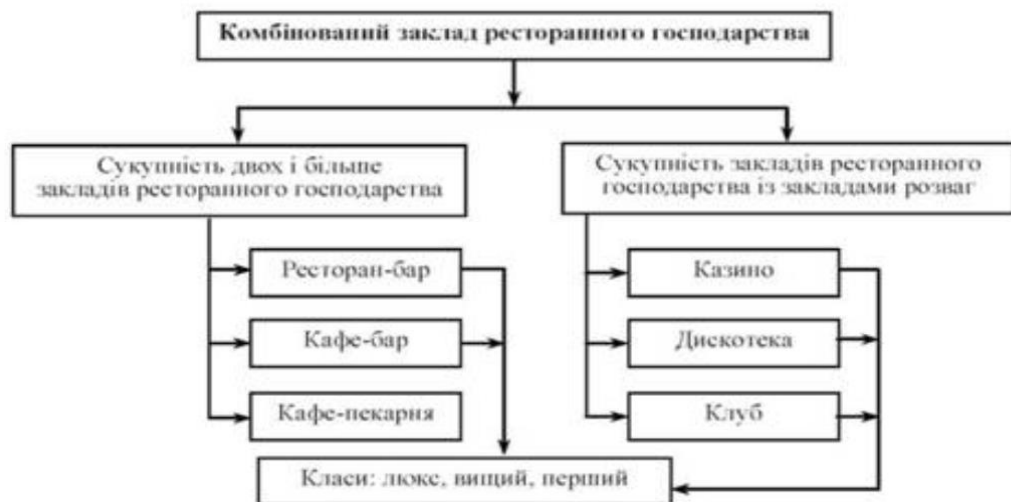 Комбінований заклад ресторанного господарства
Сукупність двох і більше
закладів ресторанного господарства
Сукупність закладів ресторанного
господарства із закладами розваг
Ресторан-бар
Кафе-бар
Кафе-пекарня
Казино
Дискотека
Клуб
Класи: люкс, вищий, перший